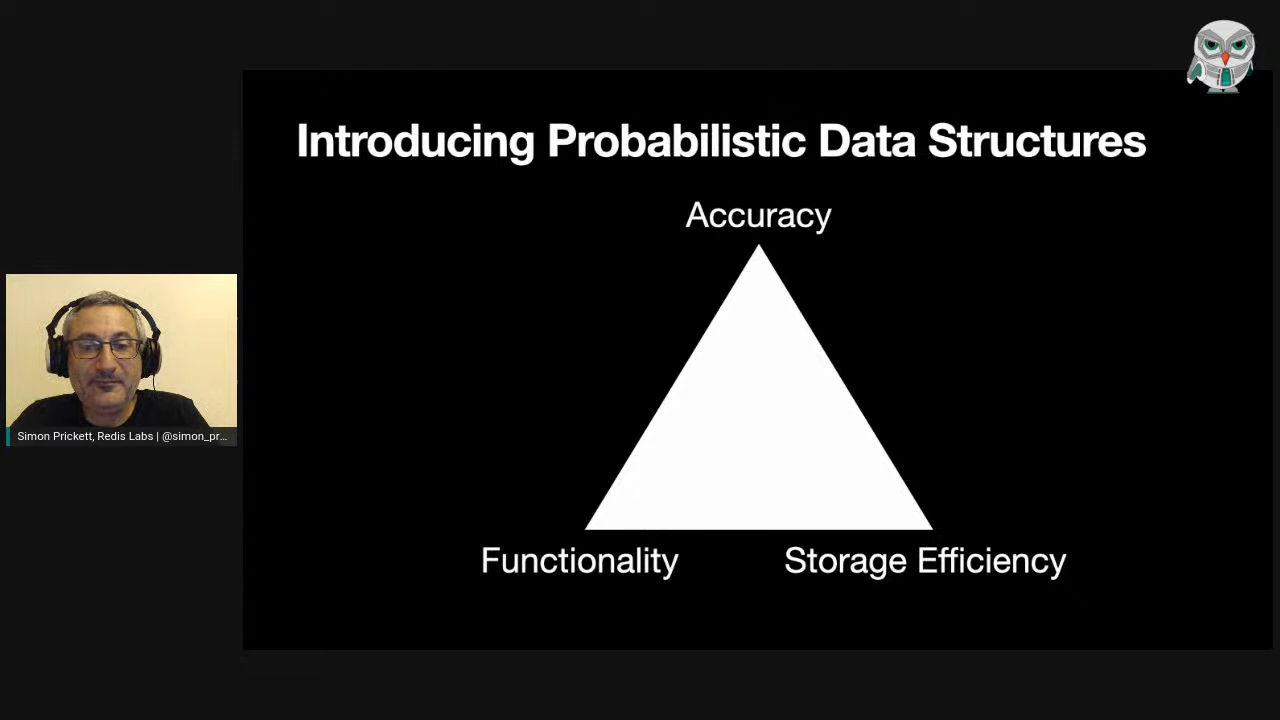 Introducing Probabilistic Data Structures
Accuracy
Functionality
Storage Efficiency
Simon Prickett, Redis Labs | @simon_pr...